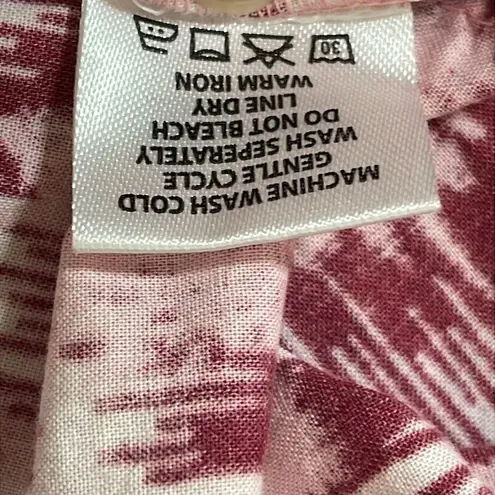 MACHINE WASH COLD
GENTLE CYCLE
WASH SEPERATELY
DO NOT BLEACH
LINE DRY
WARM IRON
30